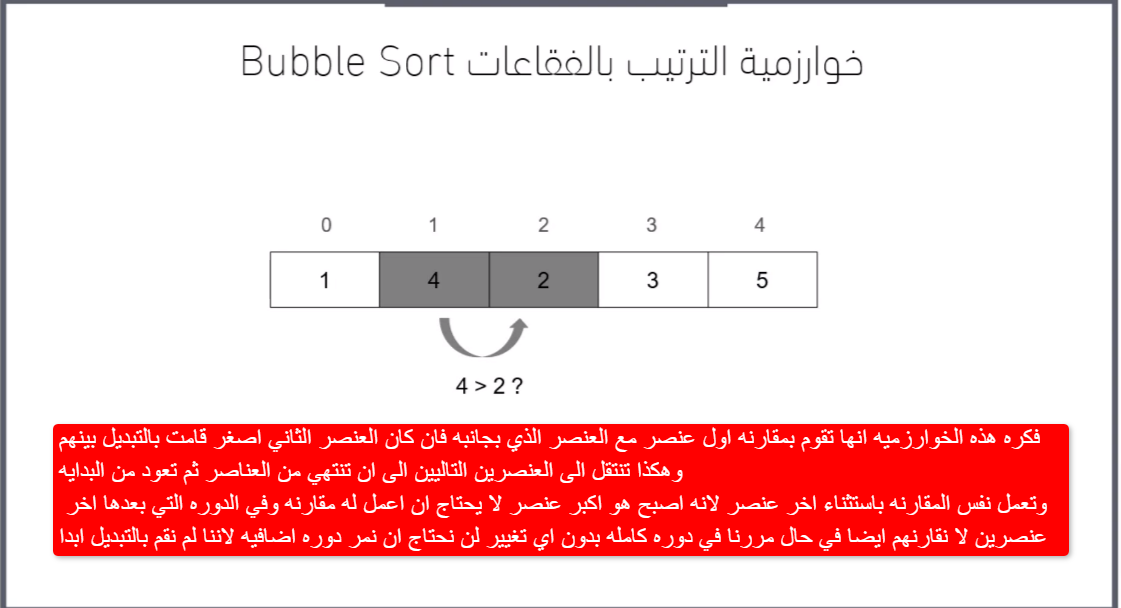 خوارزمية الترتيب بالفقاعات Bubble Sort
0 1 2 3 4
1 4 2 3 5
4 > 2 ?
فكره هذه الخوارزميه انها تقوم بمقارنه اول عنصر مع العنصر الذي بجانبه فان كان العنصر الثاني اصغر قامت بالتبديل بينهم
وهكذا تنتقل الى العنصرين التاليين الى ان تنتهي من العناصر ثم تعود من البدايه
وتعمل نفس المقارنه باستثناء اخر عنصر لانه اصبح هو اكبر عنصر لا يحتاج ان اعمل له مقارنه وفي الدوره التي بعدها اخر
عنصرين لا نقارنهم ايضا في حال مررنا في دوره كامله بدون اي تغيير لن نحتاج ان نمر دوره اضافيه لاننا لم نقم بالتبديل ابدا